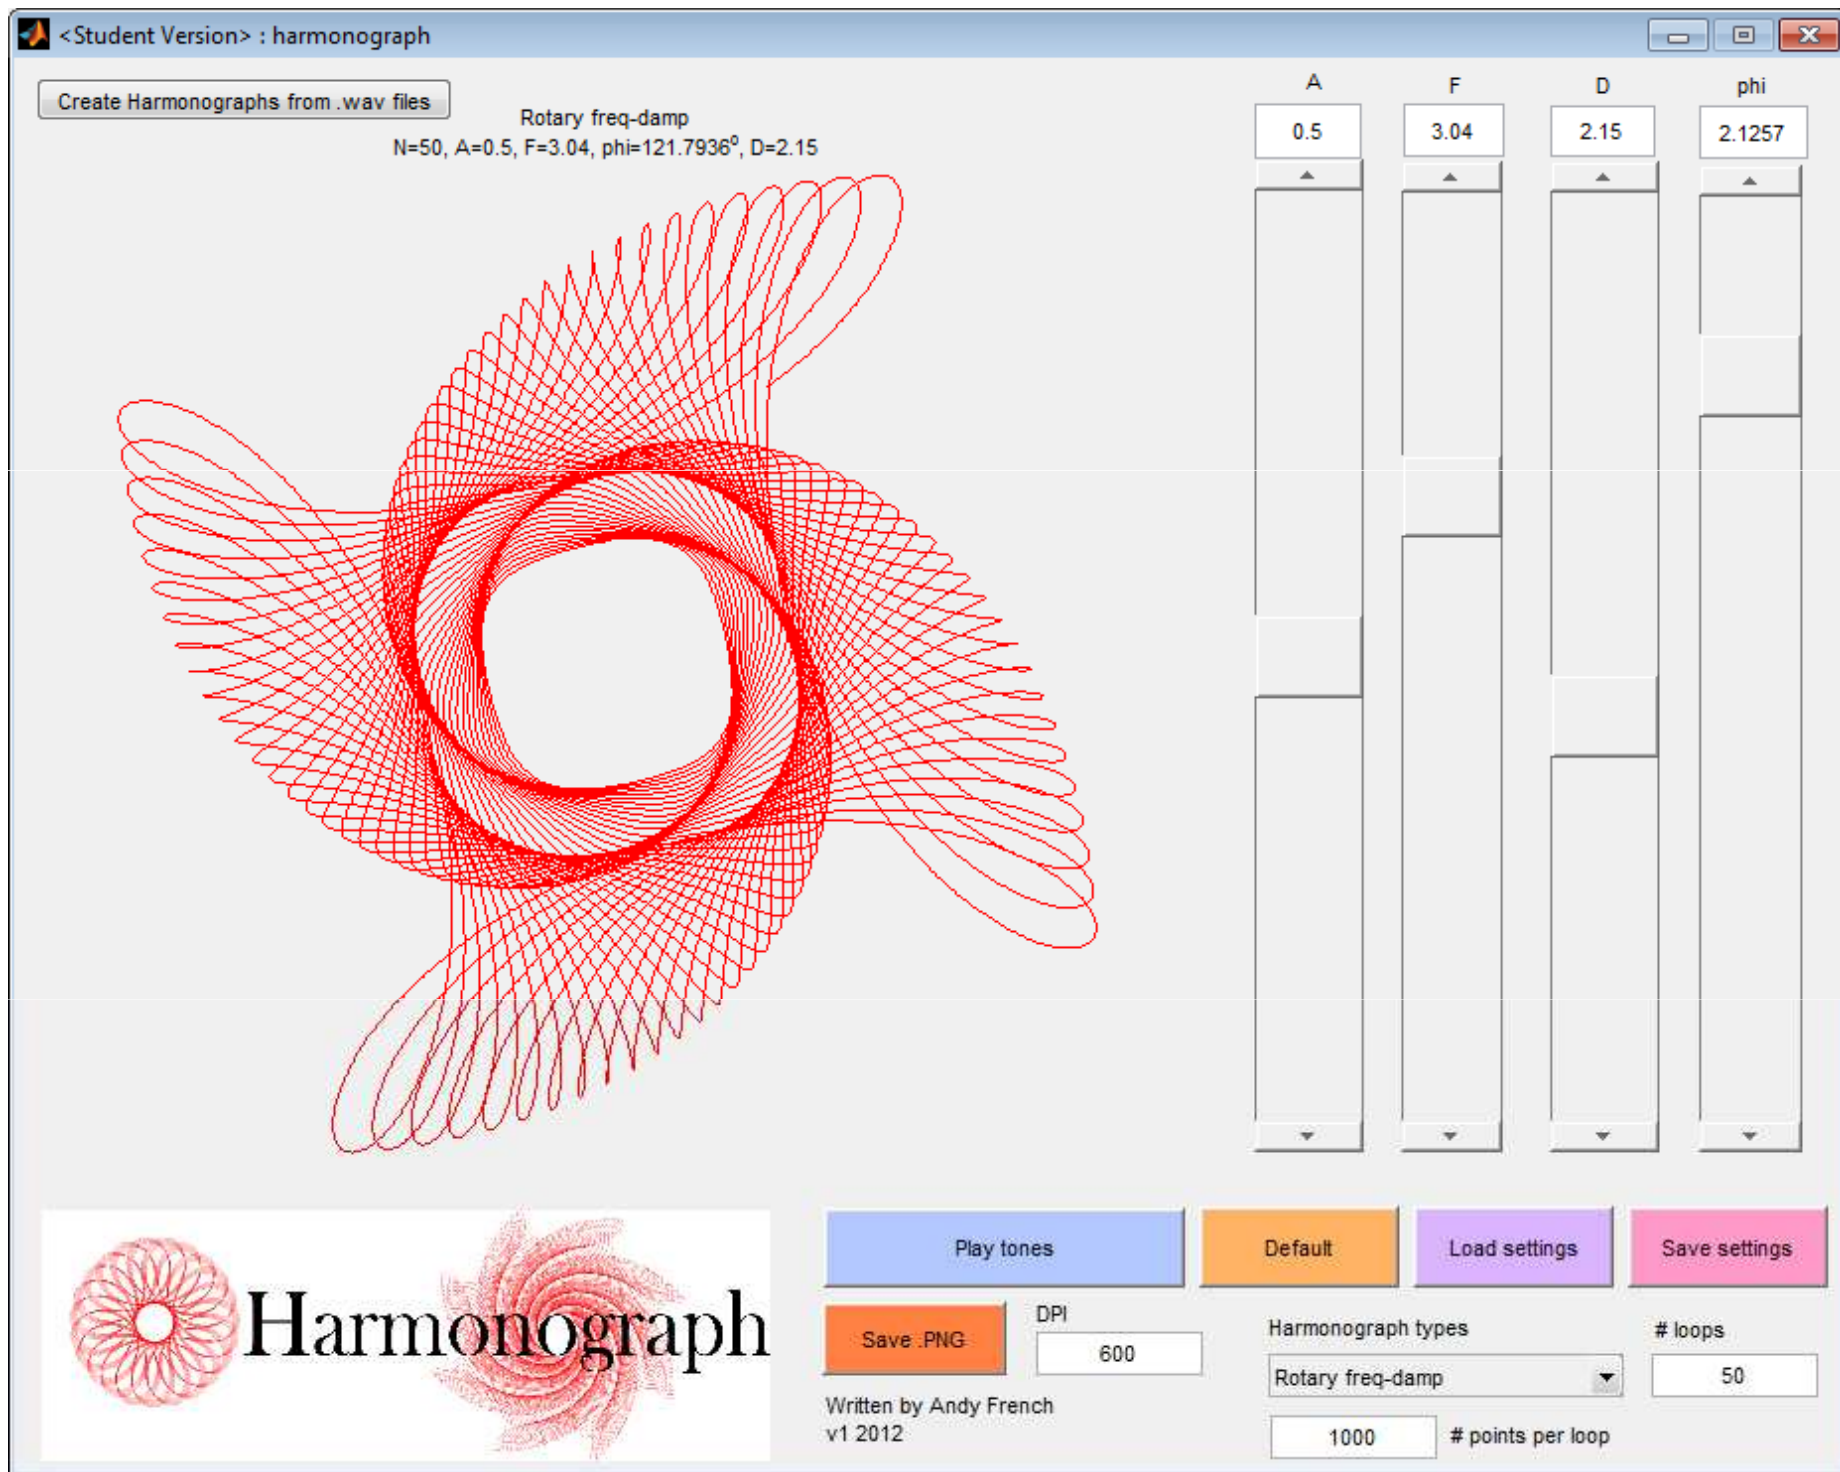 <Student Version> : harmonograph
Create Harmonographs from .wav files
Rotary freq-damp
N=50, A=0.5, F=3.04, phi=121.7936⁰, D=2.15
A F D phi
0.5 3.04 2.15 2.1257
Harmonograph
Play tones Default Load settings Save settings
Save .PNG
DPI
600
Harmonograph types
# loops
Rotary freq-damp
50
Written by Andy French
v1 2012
1000 # points per loop